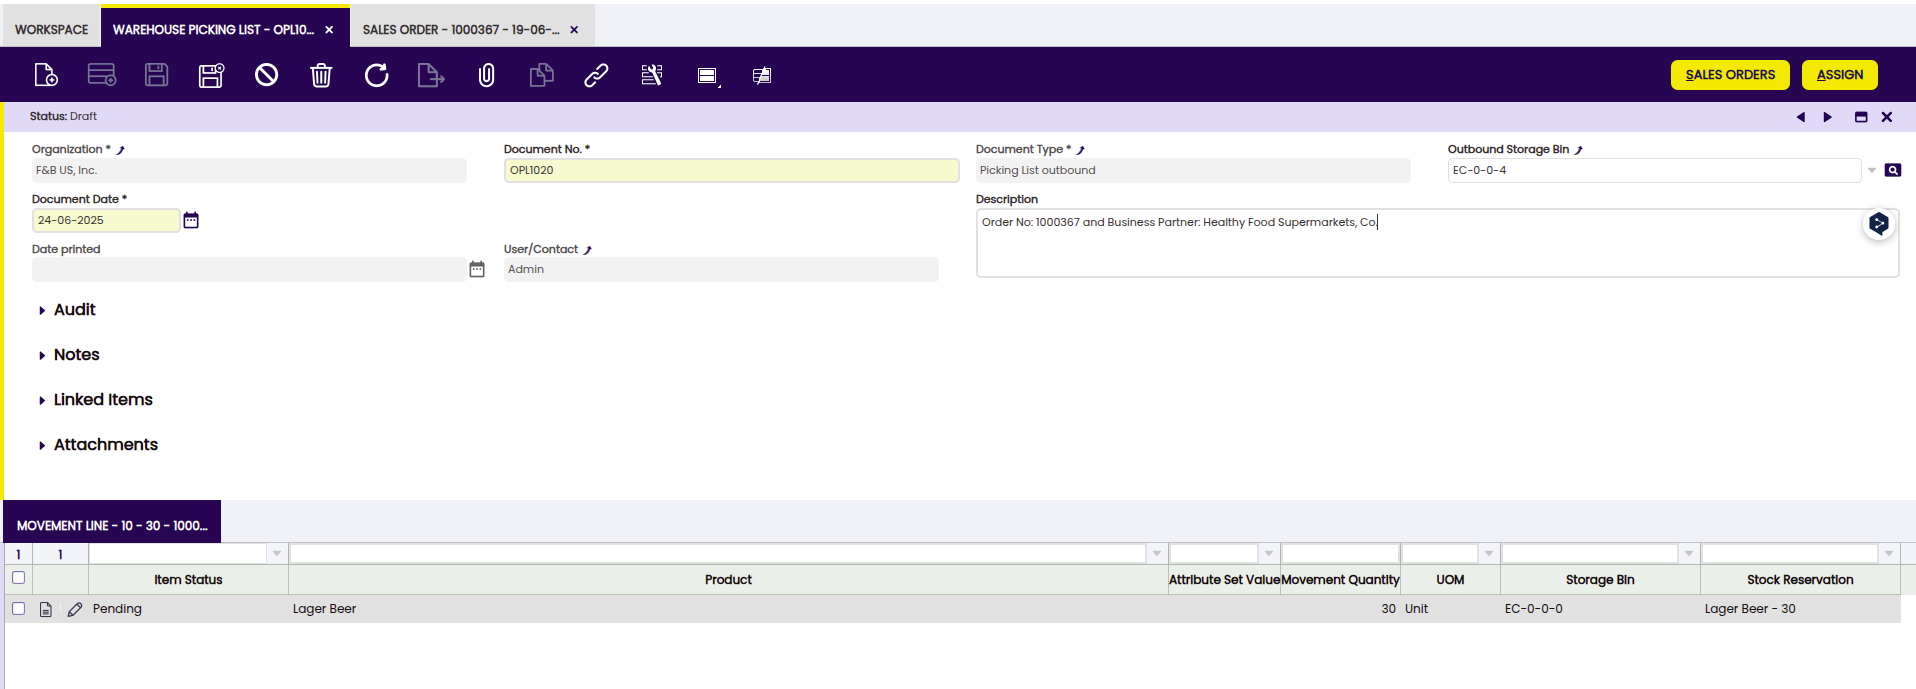 WORKSPACE
WAREHOUSE PICKING LIST - OPL10...
SALES ORDER - 1000367 - 19-06-...
SALES ORDERS
ASSIGN
Status: Draft
Organization *
Document No. *
Document Type *
Outbound Storage Bin
F&B US, Inc.
OPL1020
Picking List outbound
EC-0-0-4
Document Date *
Description
24-06-2025
Order No: 1000367 and Business Partner: Healthy Food Supermarkets, Co.
Date printed
User/Contact
Admin
Audit
Notes
Linked Items
Attachments
MOVEMENT LINE - 10 - 30 - 1000...
1 1
Item Status Product Attribute Set Value Movement Quantity UOM Storage Bin Stock Reservation
Pending Lager Beer 30 Unit EC-0-0-0 Lager Beer - 30